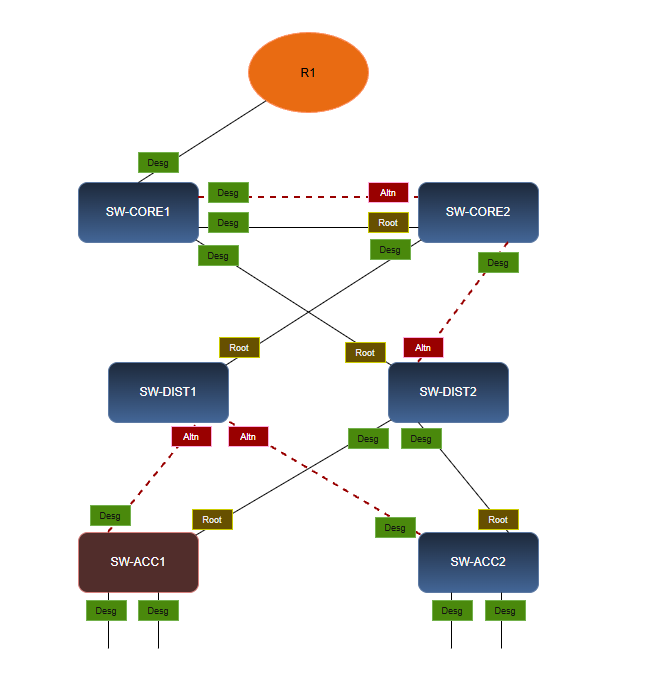 R1
Desg
SW-CORE1
Desg
Altn
SW-CORE2
Desg
Root
Desg
Desg
Desg
Root
Root
Altn
SW-DIST1
SW-DIST2
Altn
Altn
Desg
Desg
Desg
Root
Root
Desg
SW-ACC1
SW-ACC2
Desg
Desg
Desg
Desg